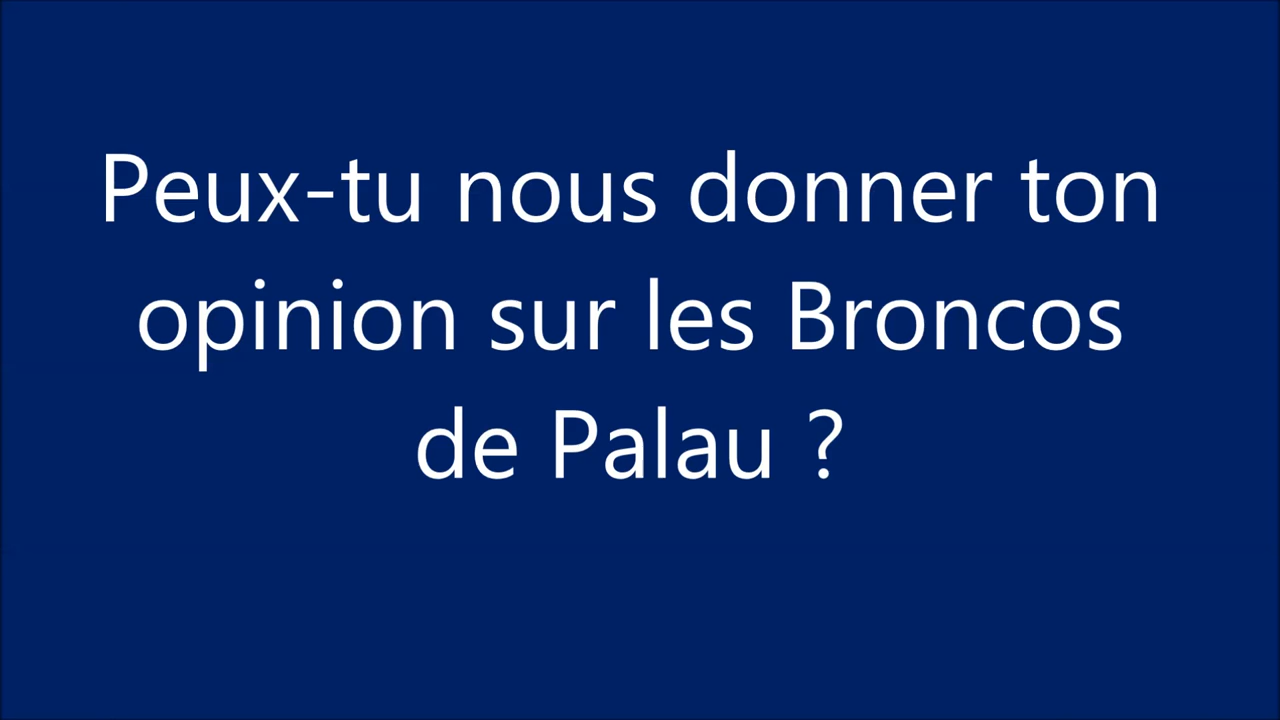 Peux-tu nous donner ton
opinion sur les Broncos
de Palau ?